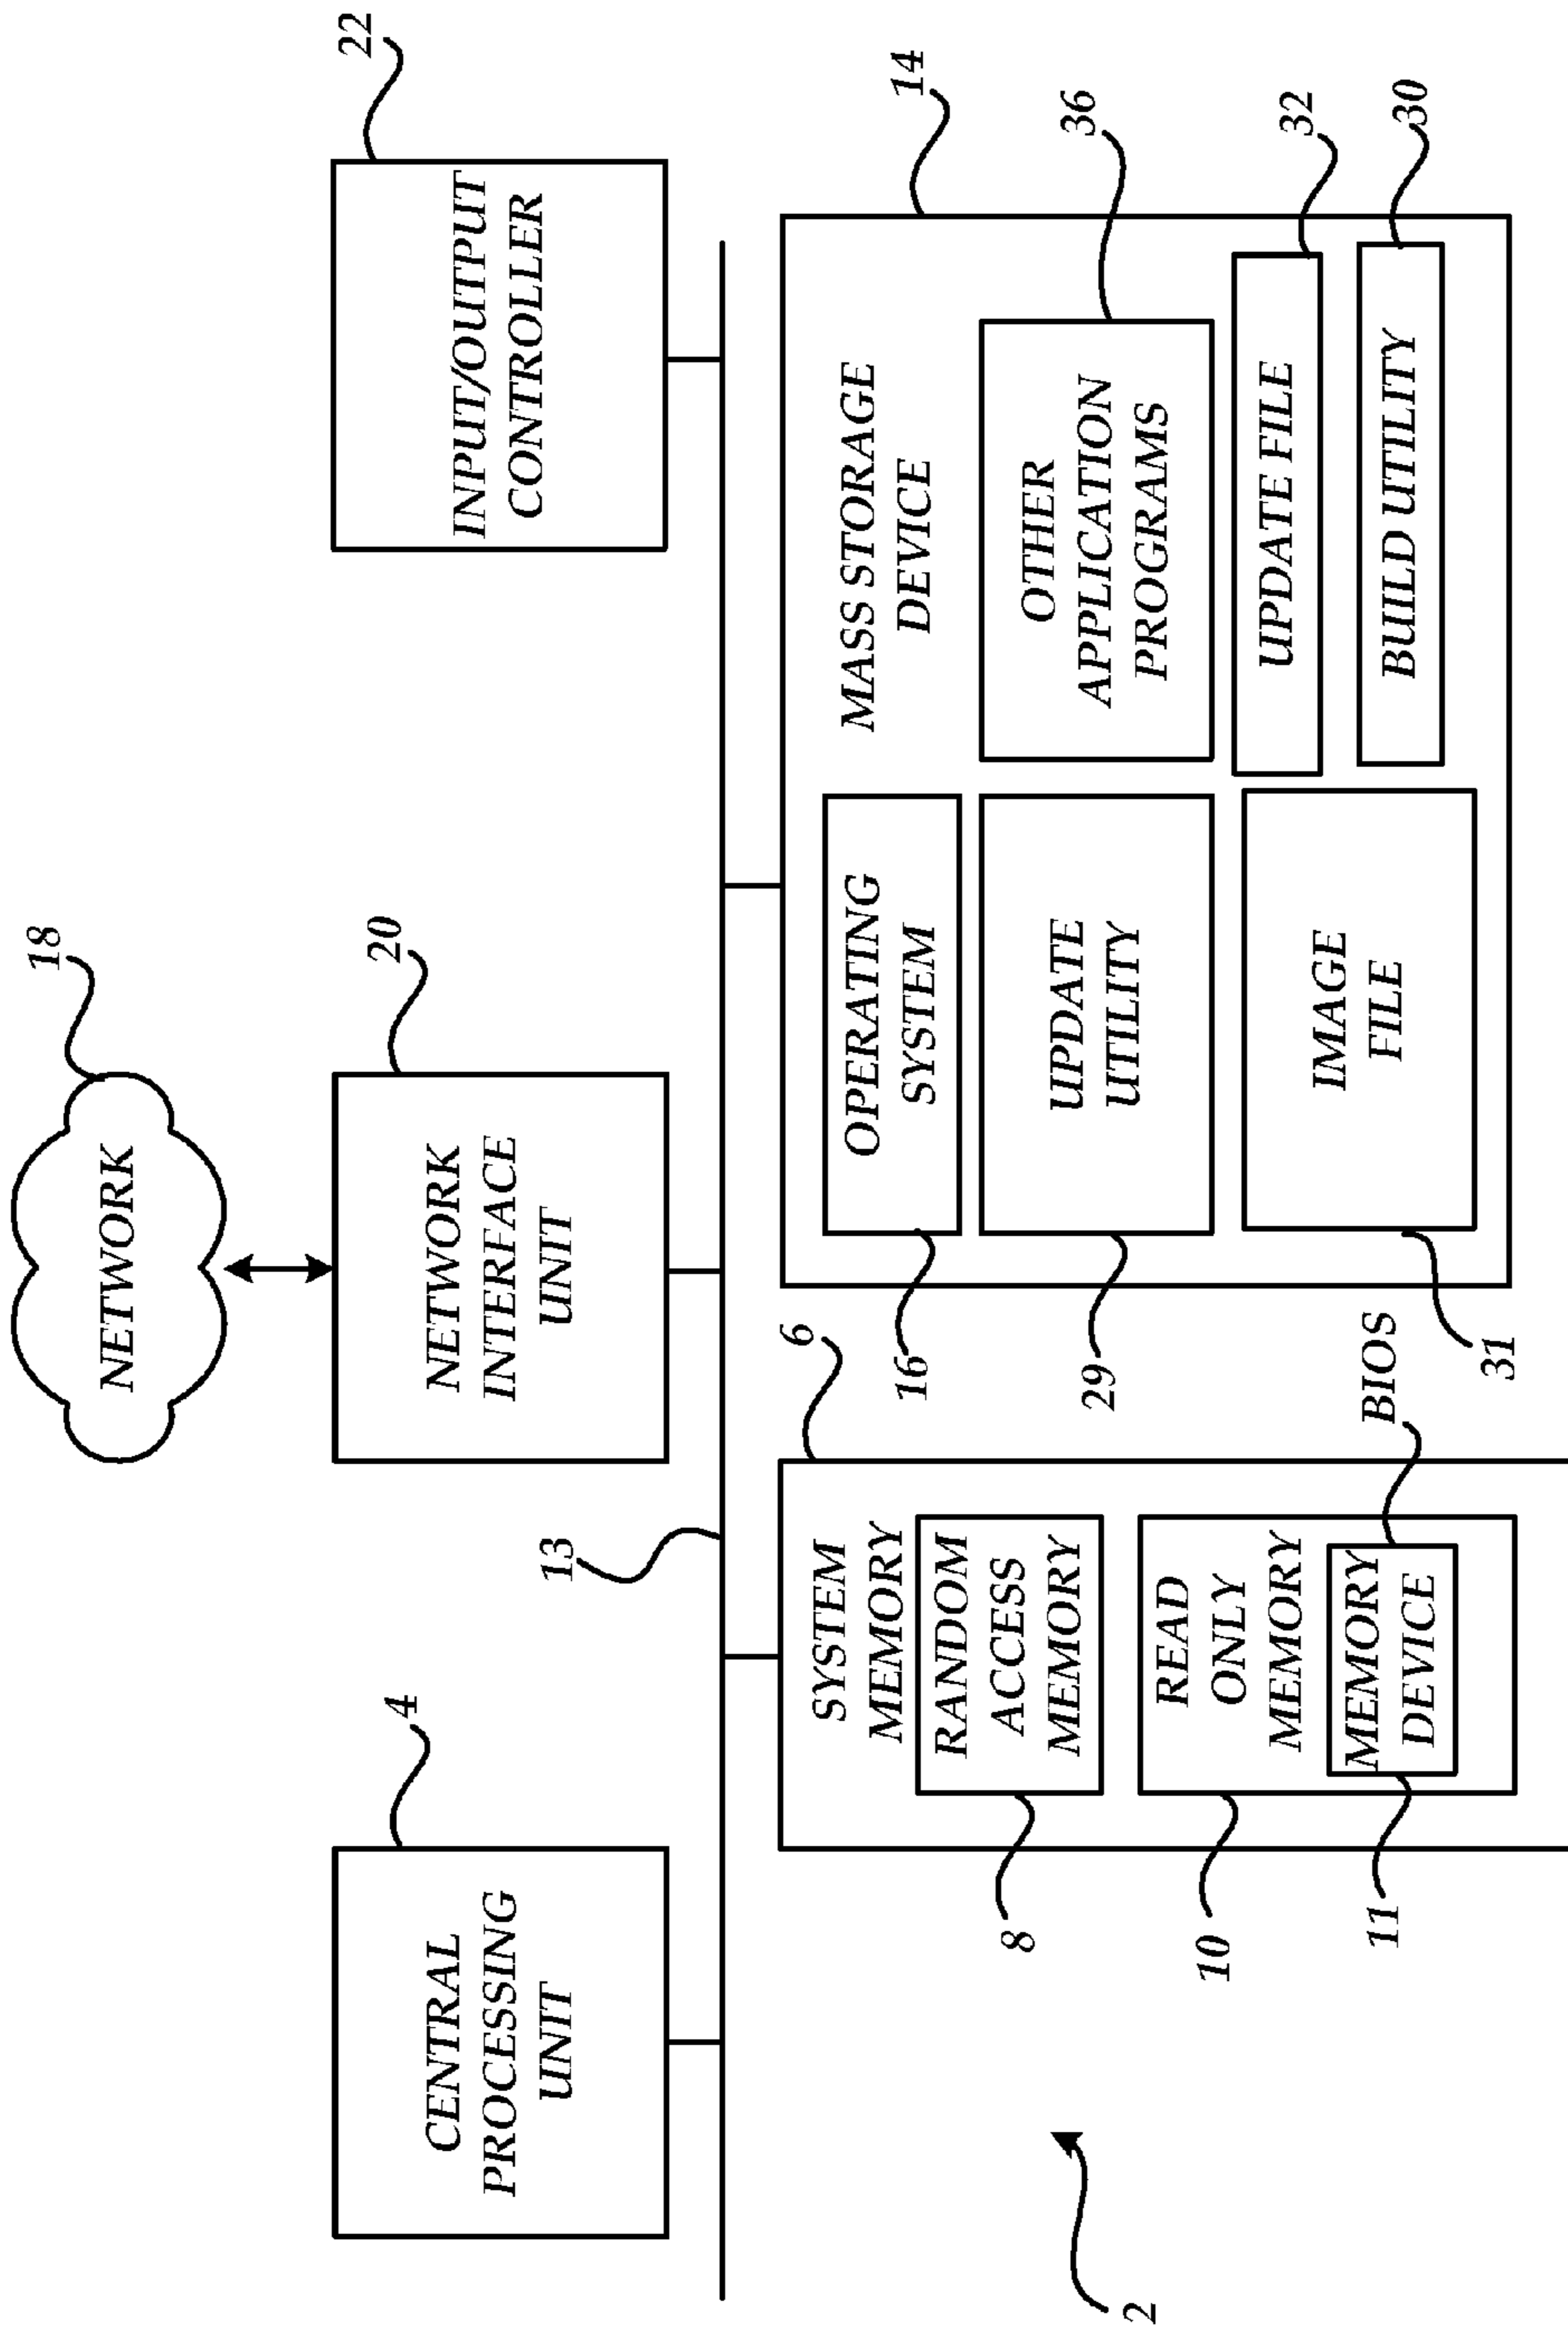 18
NETWORK
4
CENTRAL
PROCESSING
UNIT
20
NETWORK
INTERFACE
UNIT
22
INPUT/OUTPUT
CONTROLLER
13
6
SYSTEM
MEMORY
RANDOM
ACCESS
MEMORY
8
READ
ONLY
MEMORY
10
MEMORY
DEVICE
11
BIOS
14
MASS STORAGE
DEVICE
OPERATING
SYSTEM
16
UPDATE
UTILITY
29
OTHER
APPLICATION
PROGRAMS
36
IMAGE
FILE
31
UPDATE FILE
32
BUILD UTILITY
30
2